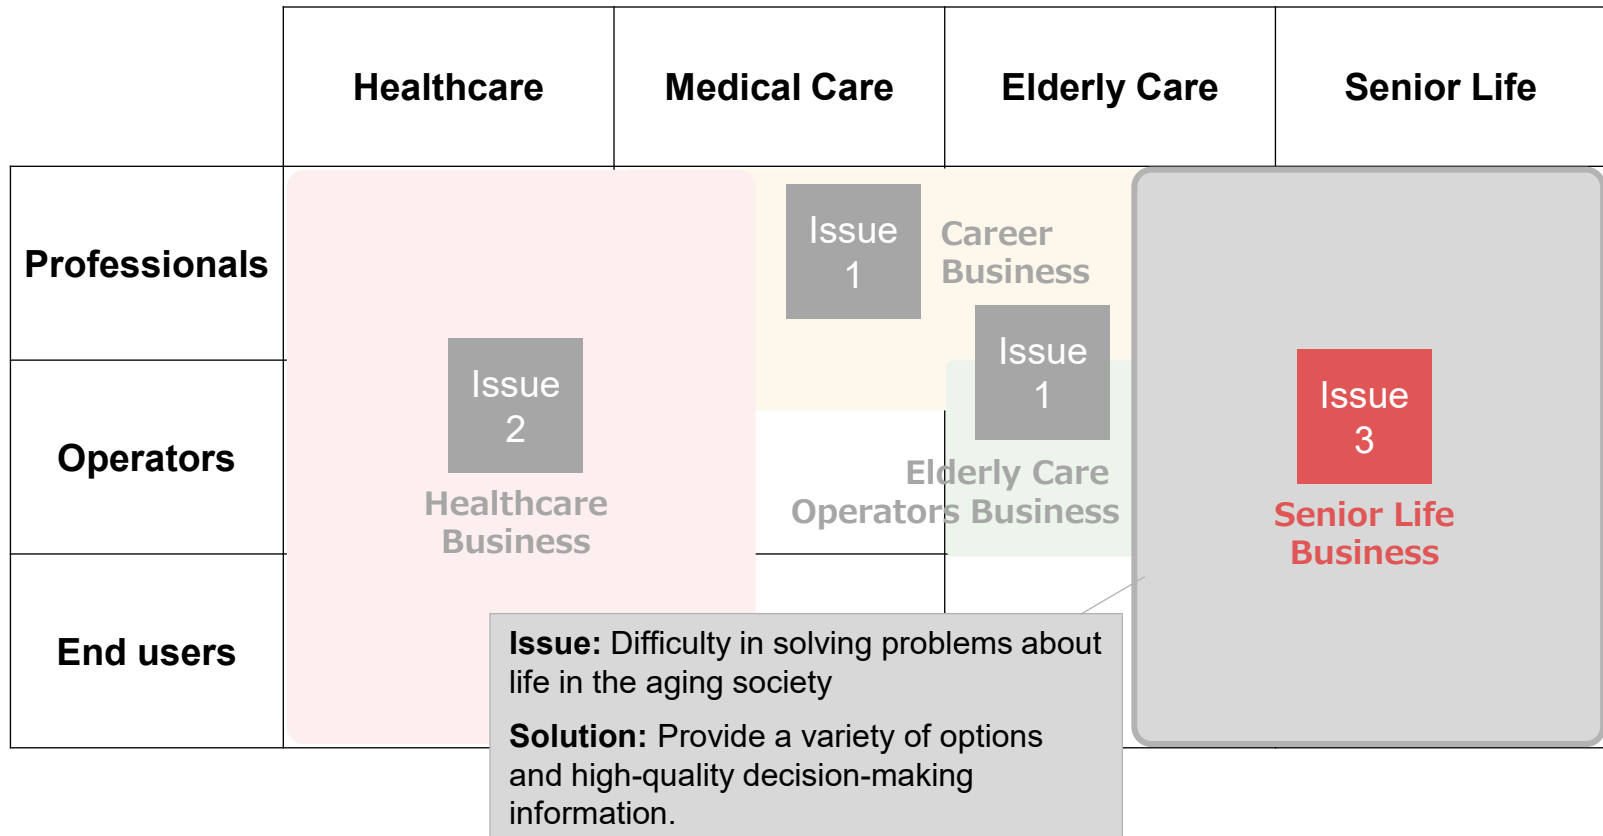 Healthcare
Medical Care
Elderly Care
Senior Life
Professionals
Issue
1
Career
Business
Issue
1
Operators
Issue
2
Healthcare
Business
Elderly Care
Operators Business
Issue
3
Senior Life
Business
End users
Issue: Difficulty in solving problems about
life in the aging society
Solution: Provide a variety of options
and high-quality decision-making
information.